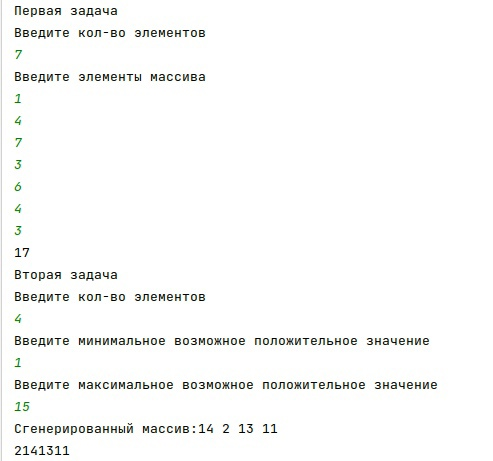 Первая задача
Введите кол-во элементов
7
Введите элементы массива
1
4
7
3
6
4
3
17
Вторая задача
Введите кол-во элементов
4
Введите минимальное возможное положительное значение
1
Введите максимальное возможное положительное значение
15
Сгенерированный массив:14 2 13 11
2141311